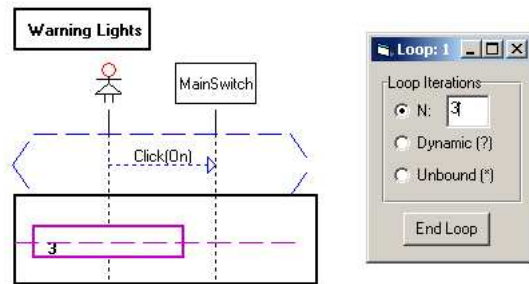 Warning Lights
MainSwitch
Click(On)
3
Loop: 1
Loop Iterations
N: 3
Dynamic (?)
Unbound (*)
End Loop